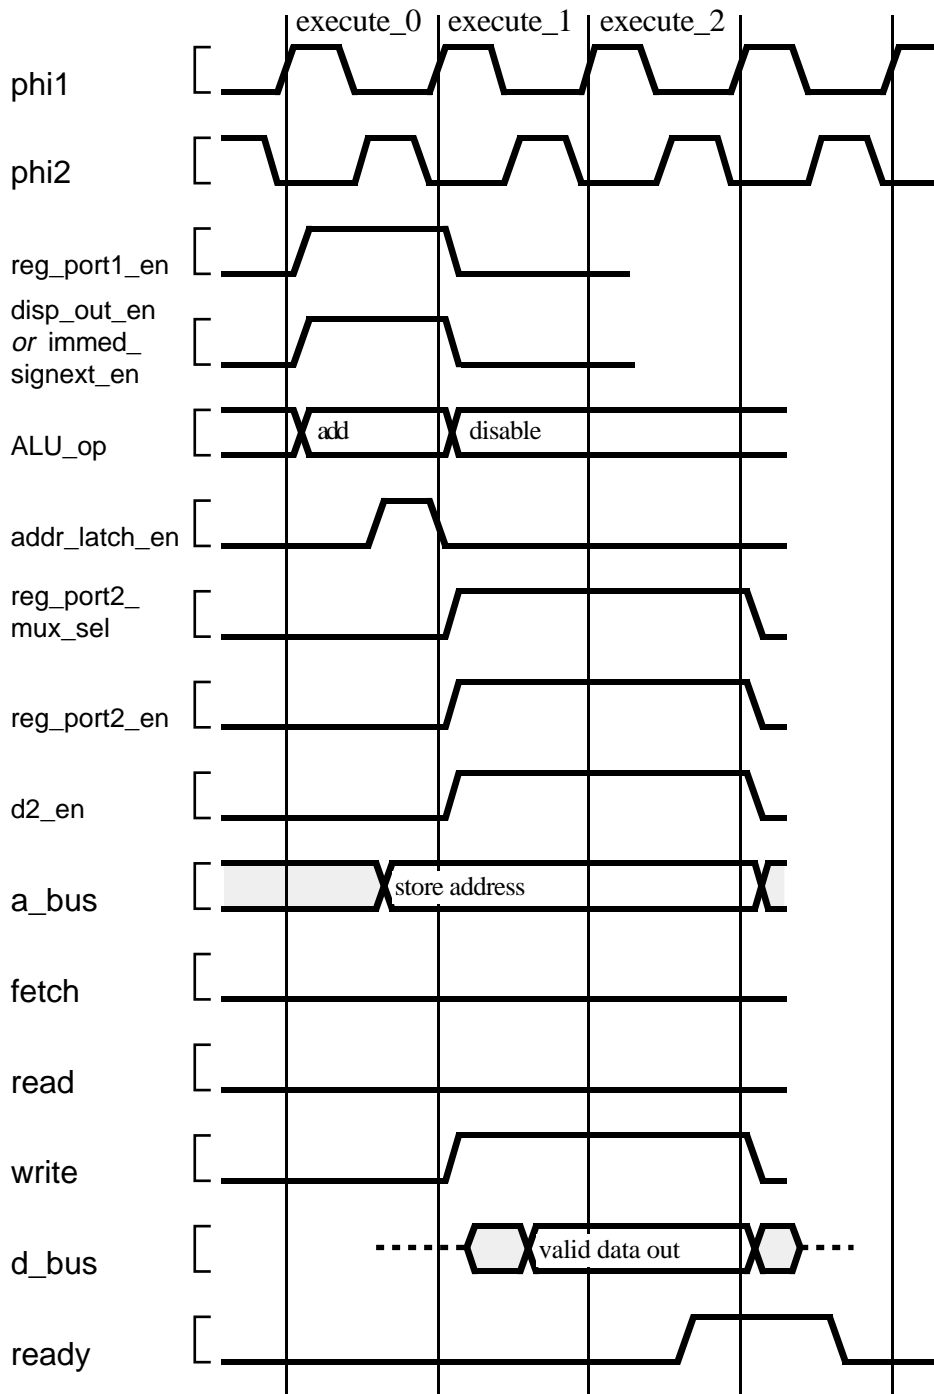 execute_0 execute_1 execute_2
phi1
phi2
reg_port1_en
disp_out_en
or immed_
signext_en
ALU_op add disable
addr_latch_en
reg_port2_
mux_sel
reg_port2_en
d2_en
a_bus store address
fetch
read
write
d_bus valid data out
ready